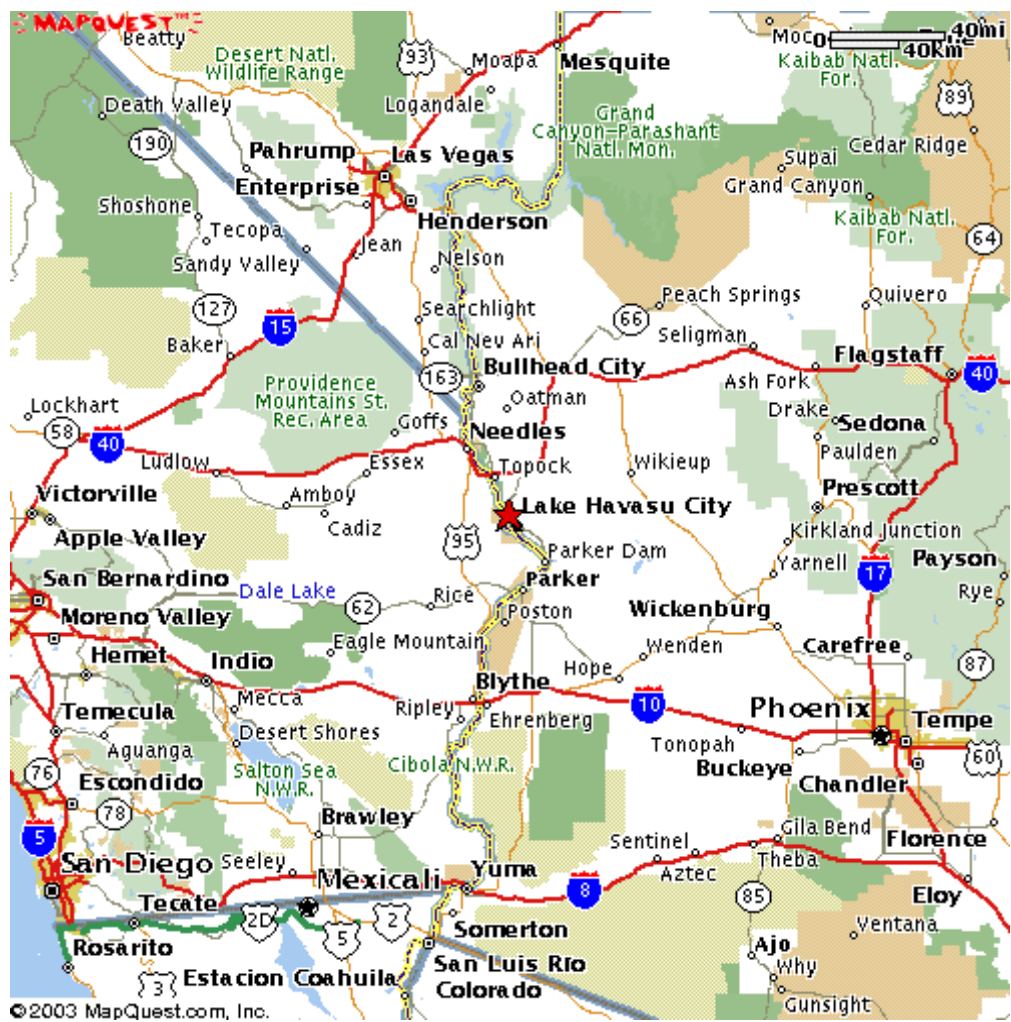 MAPQUEST™
Beatty
Desert Natl.
Wildlife Range
93
Moapa
Mesquite
Moc
40mi
40km
Kaibab Natl.
For.
Death Valley
Logandale
Grand
Canyon-Parashant
Natl. Mon.
89
190
Pahrump
Las Vegas
Supai
Cedar Ridge
Enterprise
Grand Canyon
Shoshone
Henderson
Kaibab Natl.
For.
Tecopa
Jean
64
Sandy Valley
Nelson
127
15
Searchlight
66
Peach Springs
Quivero
Baker
Cal Nev Ari
Seligman
163
Bullhead City
Flagstaff
40
Providence
Mountains St.
Rec. Area
Ash Fork
Lockhart
Oatman
Drake
58
40
Goffs
Needles
Sedona
Ludlow
Essex
Topock
Wikieup
Paulden
Victorville
Amboy
Lake Havasu City
Prescott
Cadiz
Apple Valley
95
Kirkland Junction
Parker Dam
Payson
San Bernardino
Parker
Yarnell
17
Dale Lake
62
Rice
Rye
Moreno Valley
Poston
Wickenburg
Eagle Mountain
Wenden
Carefree
Hemet
Indio
Hope
87
Blythe
Mecca
Ripley
10
Phoenix
Temecula
Ehrenberg
Tempe
Desert Shores
Tonopah
Aguanga
Buckeye
60
76
Escondido
Salton Sea
N.W.R.
Cibola N.W.R.
Chandler
78
Brawley
Gila Bend
5
Sentinel
Florence
San Diego
Seeley
Mexicali
Yuma
Aztec
Theba
8
Eloy
Tecate
2D
2
85
Rosarito
5
Somerton
Ventana
Ajo
3
Estacion Coahuila
San Luis Río
Colorado
Why
Gunsight
©2003 MapQuest.com, Inc.